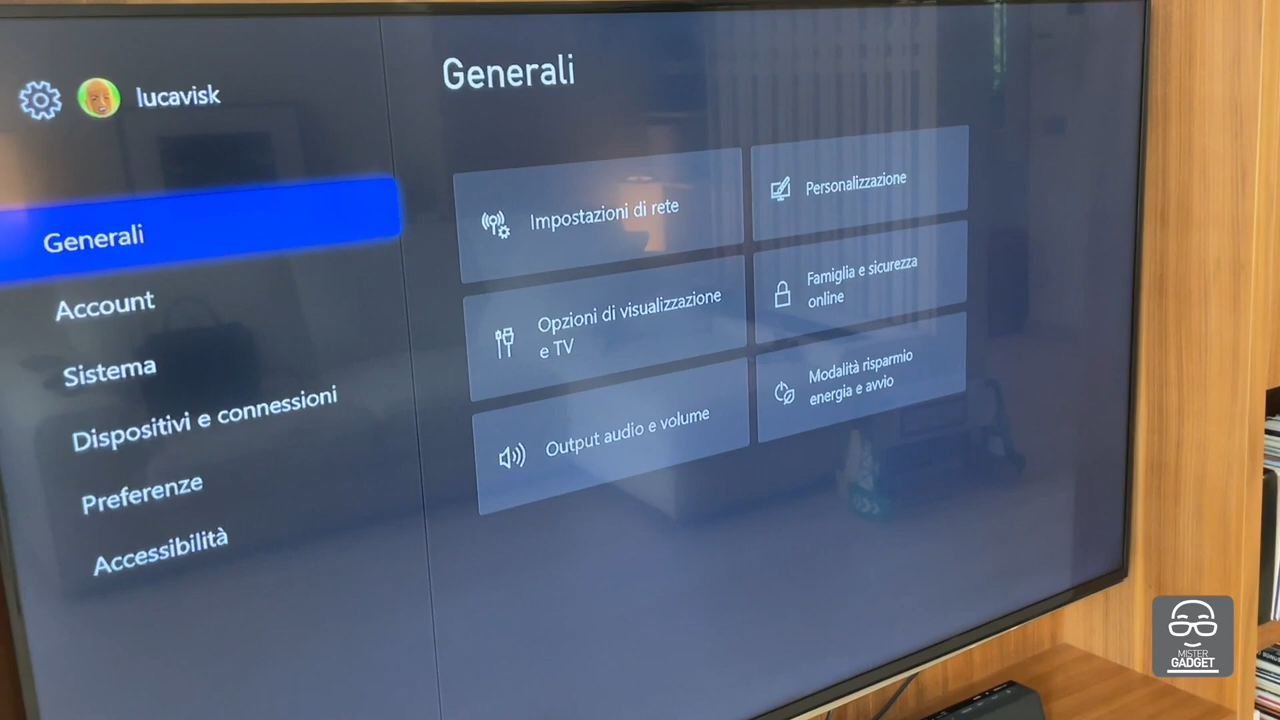 lucavisk
Generali
Account
Sistema
Dispositivi e connessioni
Preferenze
Accessibilità
Generali
Impostazioni di rete
Personalizzazione
Opzioni di visualizzazione
e TV
Famiglia e sicurezza
online
Output audio e volume
Modalità risparmio
energia e avvio
MISTER
GADGET